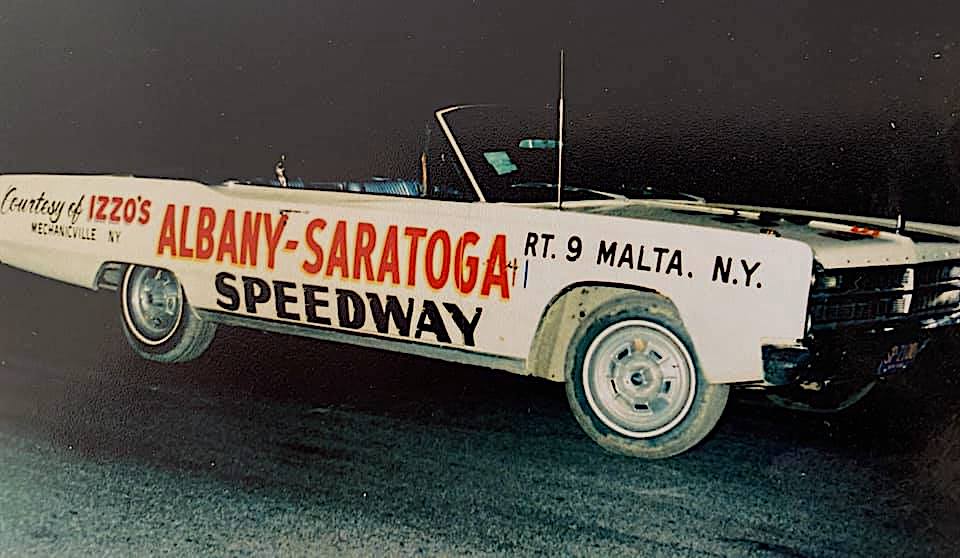 Courtesy of IZZO'S
MECHANICVILLE NY
ALBANY-SARATOGA
SPEEDWAY
RT. 9 MALTA. N.Y.